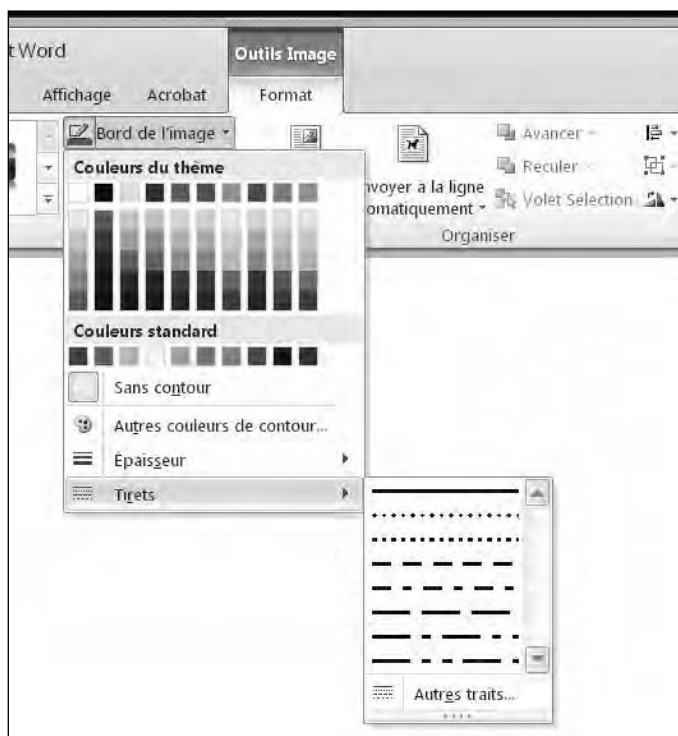 t Word
Outils Image
Affichage Acrobat Format
Bord de l'image
Avancer
Couleurs du thème
Reculer
nvoyer à la ligne
omatiquement
Volet Sélection
Organiser
Couleurs standard
Sans contour
Autres couleurs de contour...
Épaisseur
Tirets
Autres traits...